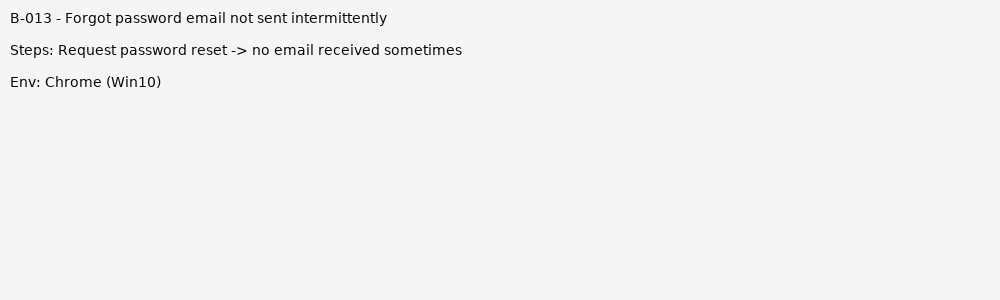 B-013 - Forgot password email not sent intermittently
Steps: Request password reset -> no email received sometimes
Env: Chrome (Win10)